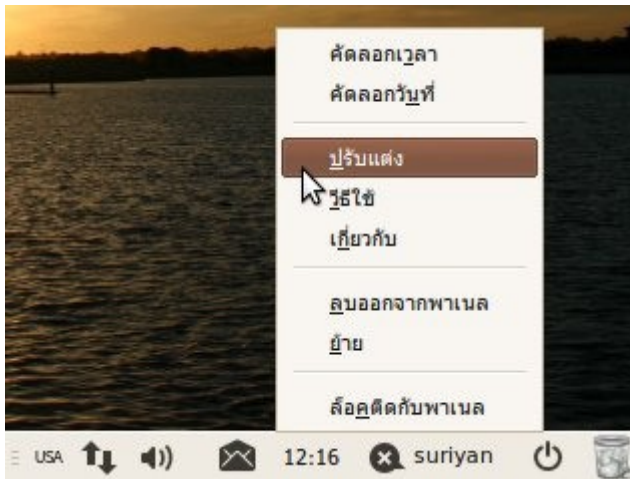 คัดลอกเวลา
คัดลอกวันที่
ปรับแต่ง
วิธีใช้
เกี่ยวกับ
ลบออกจากพาเนล
ย้าย
ล็อคติดกับพาเนล
USA 12:16 suriyan